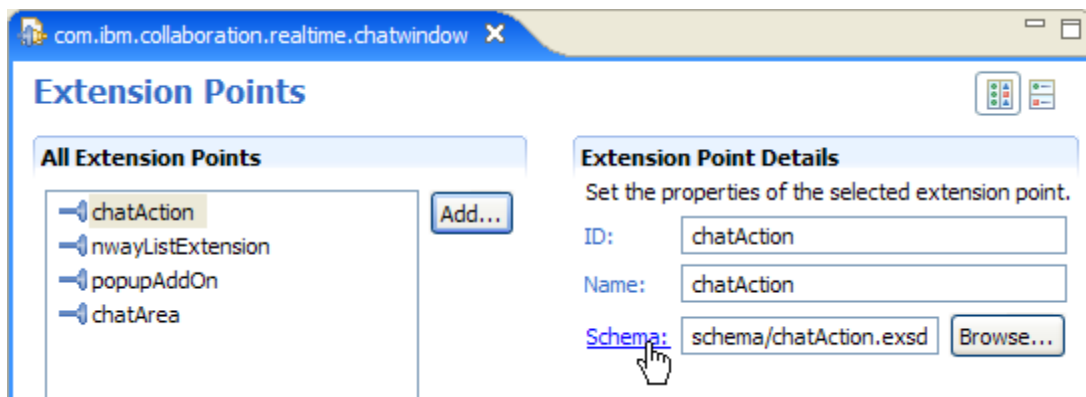 com.ibm.collaboration.realtime.chatwindow
Extension Points
All Extension Points
chatAction
nwayListExtension
popupAddOn
chatArea
Add...
Extension Point Details
Set the properties of the selected extension point.
ID: chatAction
Name: chatAction
Schema: schema/chatAction.exsd Browse...